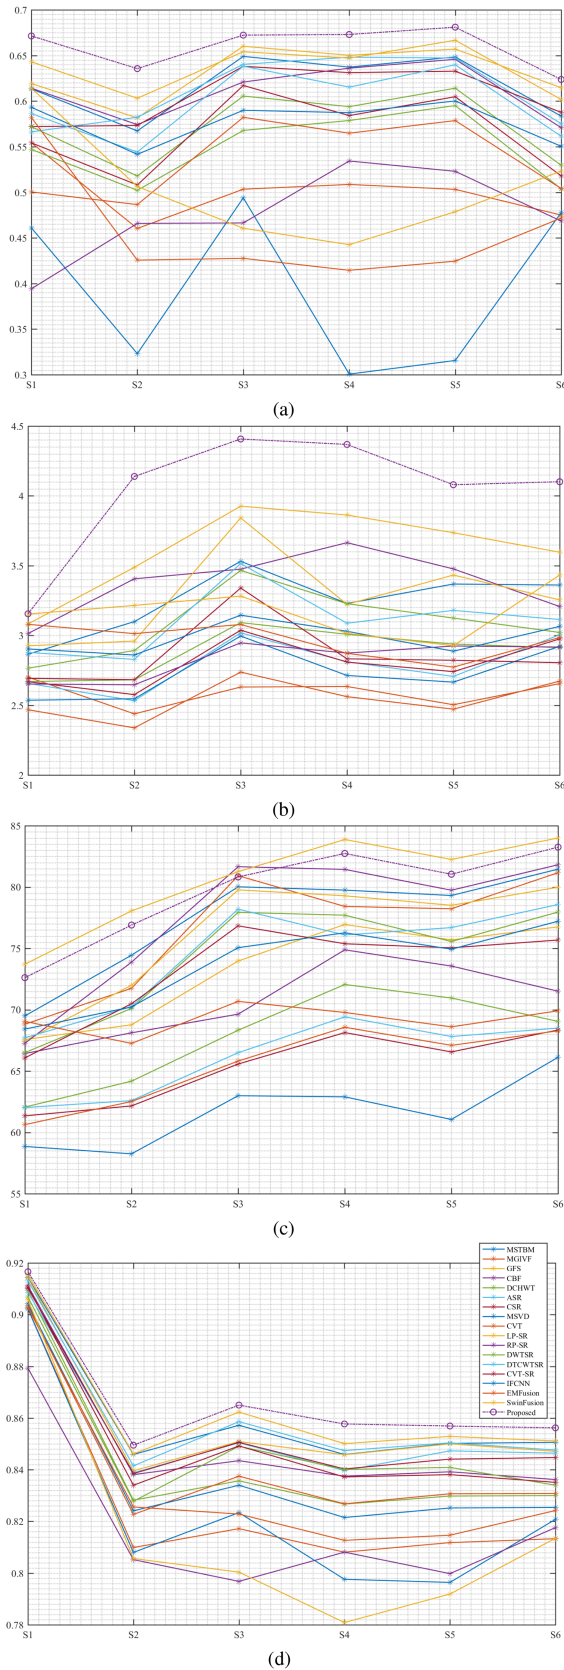 0.7
0.65
0.6
0.55
0.5
0.45
0.4
0.35
0.3
S1 S2 S3 S4 S5 S6
(a)
4.5
4
3.5
3
2.5
2
S1 S2 S3 S4 S5 S6
(b)
85
80
75
70
65
60
55
S1 S2 S3 S4 S5 S6
(c)
0.92
0.9
0.88
0.86
0.84
0.82
0.8
0.78
S1 S2 S3 S4 S5 S6
MSTBM
MGIVF
GFS
CBF
DCHWT
ASR
CSR
MSVD
CVT
LP-SR
RP-SR
DWTSR
DTCWTSR
CVT-SR
IFCNN
EMFusion
SwinFusion
Proposed
(d)